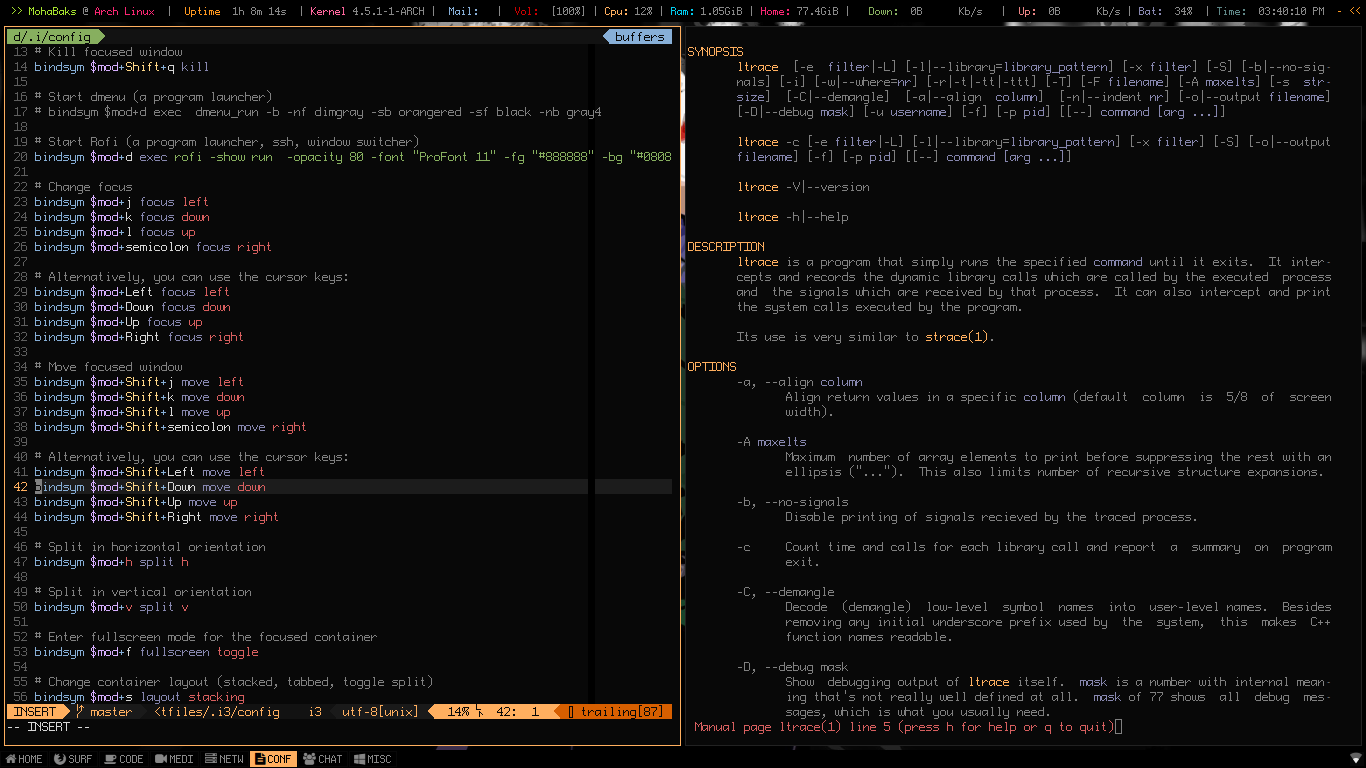 >> MohaBaks @ Arch Linux | Uptime 1h 8m 14s | Kernel 4.5.1-1-ARCH | Mail: | Vol: [100%] | Cpu: 12% | Ram: 1.05GiB | Home: 77.4GiB | Down: 0B Kb/s | Up: 0B Kb/s | Bat: 34% | Time: 03:40:10 PM - <<
d/.i/config buffers
13 # Kill focused window
14 bindsym $mod+Shift+q kill
15
16 # Start dmenu (a program launcher)
17 # bindsym $mod+d exec dmenu_run -b -nf dimgray -sb orangered -sf black -nb gray4
18
19 # Start Rofi (a program launcher, ssh, window switcher)
20 bindsym $mod+d exec rofi -show run -opacity 80 -font "ProFont 11" -fg "#888888" -bg "#0808
21
22 # Change focus
23 bindsym $mod+j focus left
24 bindsym $mod+k focus down
25 bindsym $mod+l focus up
26 bindsym $mod+semicolon focus right
27
28 # Alternatively, you can use the cursor keys:
29 bindsym $mod+Left focus left
30 bindsym $mod+Down focus down
31 bindsym $mod+Up focus up
32 bindsym $mod+Right focus right
33
34 # Move focused window
35 bindsym $mod+Shift+j move left
36 bindsym $mod+Shift+k move down
37 bindsym $mod+Shift+l move up
38 bindsym $mod+Shift+semicolon move right
39
40 # Alternatively, you can use the cursor keys:
41 bindsym $mod+Shift+Left move left
42 bindsym $mod+Shift+Down move down
43 bindsym $mod+Shift+Up move up
44 bindsym $mod+Shift+Right move right
45
46 # Split in horizontal orientation
47 bindsym $mod+h split h
48
49 # Split in vertical orientation
50 bindsym $mod+v split v
51
52 # Enter fullscreen mode for the focused container
53 bindsym $mod+f fullscreen toggle
54
55 # Change container layout (stacked, tabbed, toggle split)
56 bindsym $mod+s layout stacking
INSERT master <tfiles/.i3/config i3 utf-8[unix] 14% 42: 1 trailing[87]
-- INSERT --
SYNOPSIS
ltrace [-e filter|-L] [-l|--library=library_pattern] [-x filter] [-S] [-b|--no-sig-
nals] [-i] [-w|--where=nr] [-r|-t|-tt|-ttt] [-T] [-F filename] [-A maxelts] [-s str-
size] [-C|--demangle] [-a|--align column] [-n|--indent nr] [-o|--output filename]
[-D|--debug mask] [-u username] [-f] [-p pid] [[--] command [arg ...]]
ltrace -c [-e filter|-L] [-l|--library=library_pattern] [-x filter] [-S] [-o|--output
filename] [-f] [-p pid] [[--] command [arg ...]]
ltrace -V|--version
ltrace -h|--help
DESCRIPTION
ltrace is a program that simply runs the specified command until it exits. It inter-
cepts and records the dynamic library calls which are called by the executed process
and the signals which are received by that process. It can also intercept and print
the system calls executed by the program.
Its use is very similar to strace(1).
OPTIONS
-a, --align column
Align return values in a specific column (default column is 5/8 of screen
width).
-A maxelts
Maximum number of array elements to print before suppressing the rest with an
ellipsis ("..."). This also limits number of recursive structure expansions.
-b, --no-signals
Disable printing of signals recieved by the traced process.
-c Count time and calls for each library call and report a summary on program
exit.
-C, --demangle
Decode (demangle) low-level symbol names into user-level names. Besides
removing any initial underscore prefix used by the system, this makes C++
function names readable.
-D, --debug mask
Show debugging output of ltrace itself. mask is a number with internal mean-
ing that's not really well defined at all. mask of 77 shows all debug mes-
sages, which is what you usually need.
Manual page ltrace(1) line 5 (press h for help or q to quit)
HOME SURF CODE MEDI NETW CONF CHAT MISC